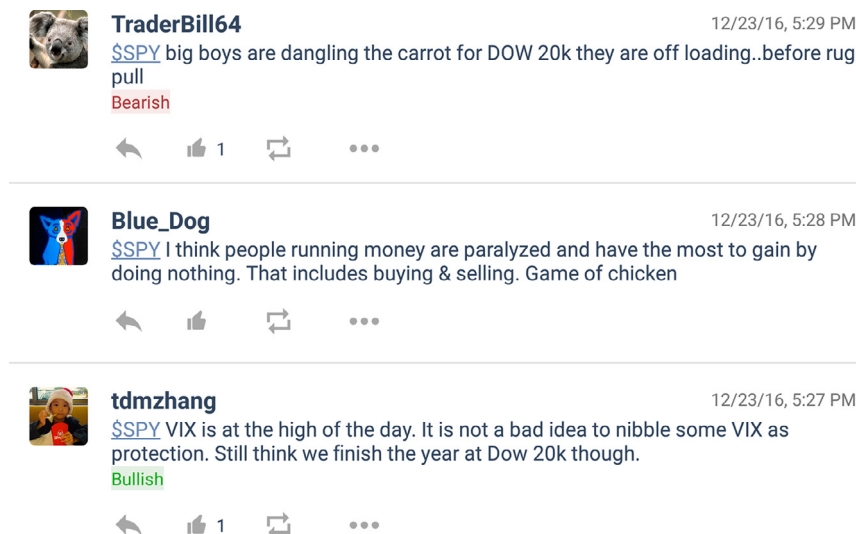 TraderBill64
12/23/16, 5:29 PM
$SPY big boys are dangling the carrot for DOW 20k they are off loading..before rug
pull
Bearish
1
Blue_Dog
12/23/16, 5:28 PM
$SPY I think people running money are paralyzed and have the most to gain by
doing nothing. That includes buying & selling. Game of chicken
tdmzhang
12/23/16, 5:27 PM
$SPY VIX is at the high of the day. It is not a bad idea to nibble some VIX as
protection. Still think we finish the year at Dow 20k though.
Bullish
1